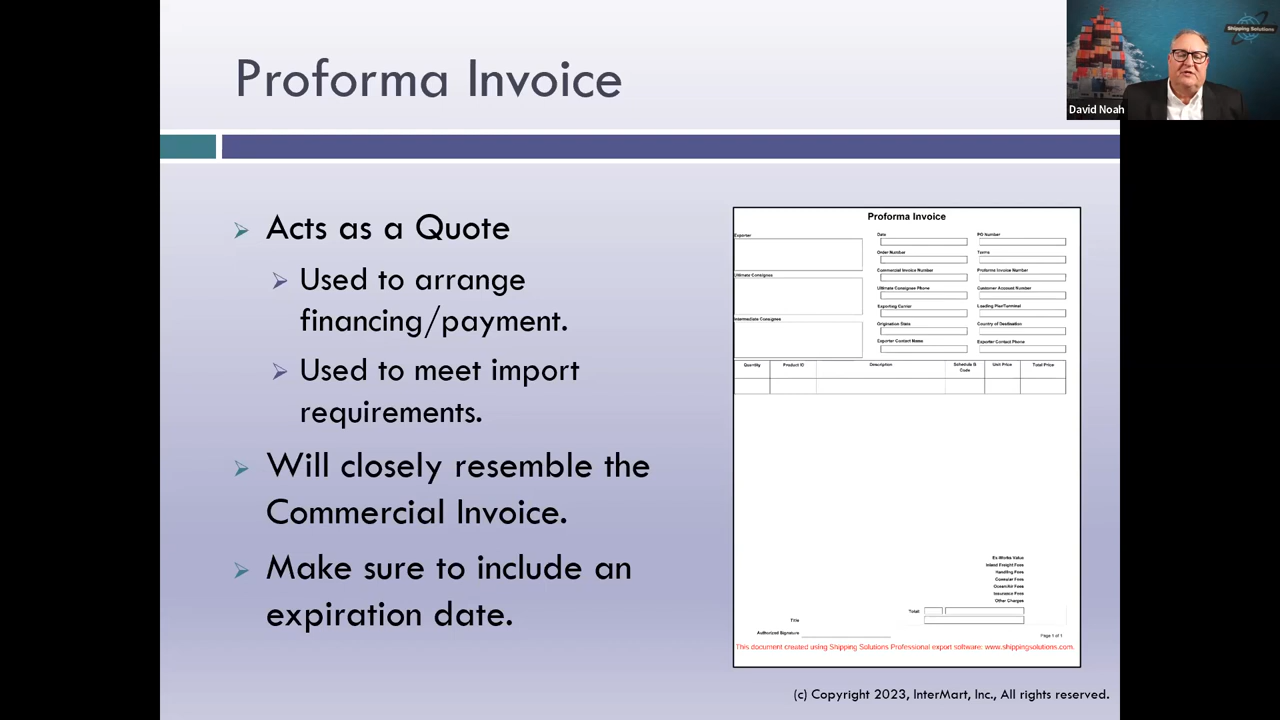 Proforma Invoice
Shipping Solutions
David Noah
Acts as a Quote
Used to arrange
financing/payment.
Used to meet import
requirements.
Will closely resemble the
Commercial Invoice.
Make sure to include an
expiration date.
Proforma Invoice
Exporter
Date
PO Number
Order Number
Terms
Commercial Invoice Number
Proforma Invoice Number
Ultimate Consignee
Ultimate Consignee Phone
Customer Account Number
Exporting Carrier
Loading Pier/Terminal
Intermediate Consignee
Origination State
Country of Destination
Exporter Contact Name
Exporter Contact Phone
Quantity
Product ID
Description
Schedule B
Code
Unit Price
Total Price
Ex-Works Value
Inland Freight Fees
Handling Fees
Consular Fees
Ocean/Air Fees
Insurance Fees
Other Charges
Total:
Title
Authorized Signature
Page 1 of 1
This document created using Shipping Solutions Professional export software: www.shippingsolutions.com.
(c) Copyright 2023, InterMart, Inc., All rights reserved.